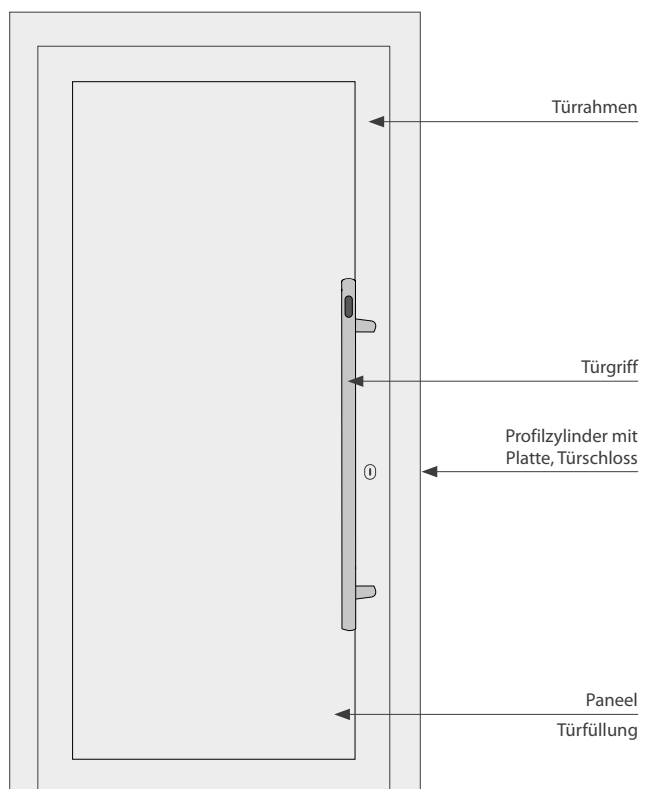 Türrahmen
Türgriff
Profilzylinder mit
Platte, Türschloss
Paneel
Türfüllung